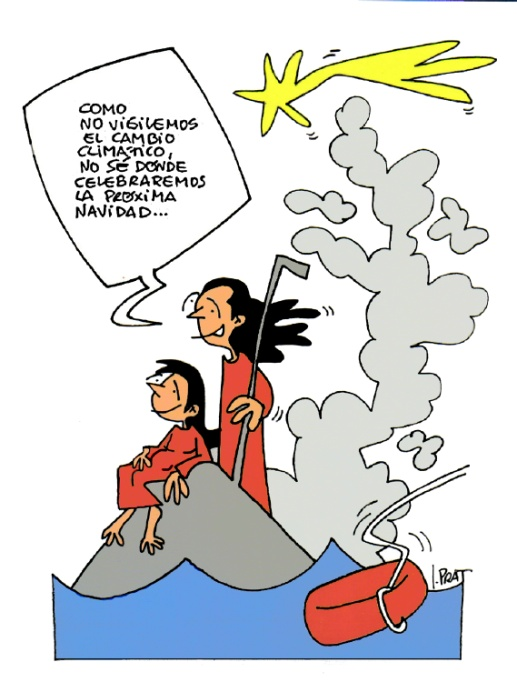 COMO
NO VIGILEMOS
EL CAMBIO
CLIMÁTICO,
NO SÉ DÓNDE
CELEBRAREMOS
LA PRÓXIMA
NAVIDAD...
I. PRAT